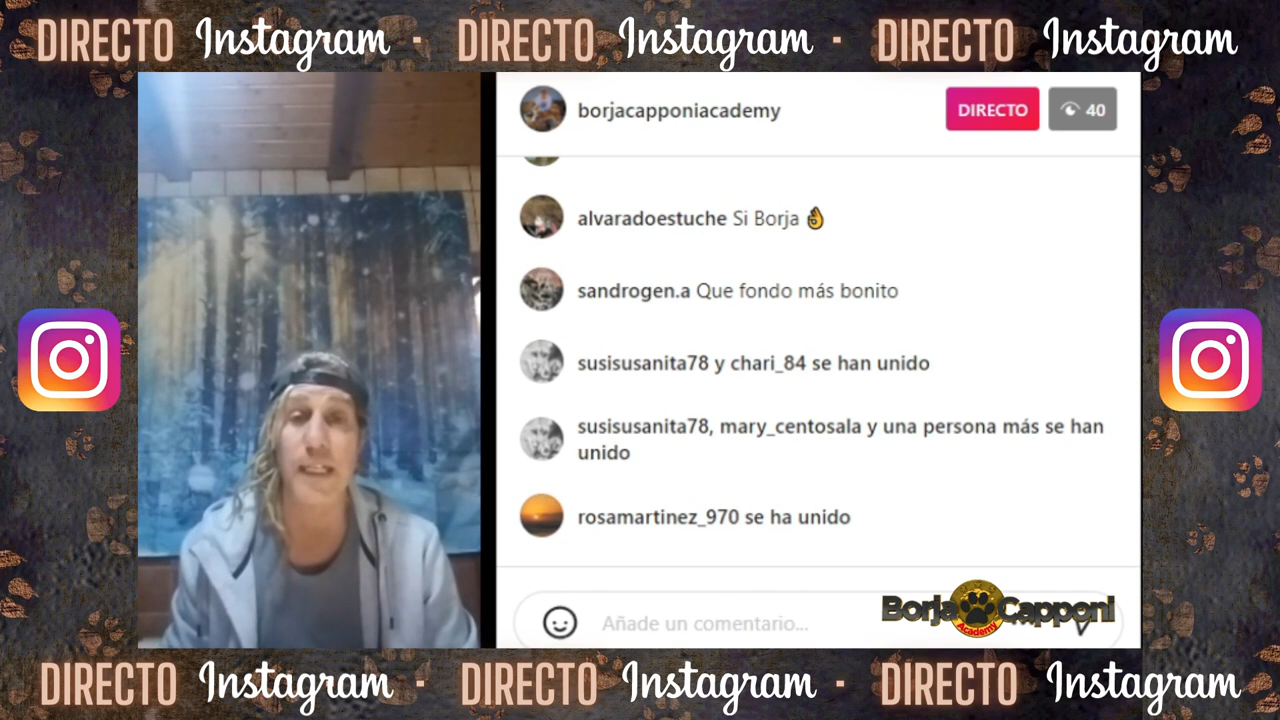 DIRECTO Instagram · DIRECTO Instagram · DIRECTO Instagram
borjacapponiacademy
DIRECTO
40
alvaradoestuche Si Borja 👌
sandrogen.a Que fondo más bonito
susisusanita78 y chari_84 se han unido
susisusanita78, mary_centosala y una persona más se han
unido
rosamartinez_970 se ha unido
Añade un comentario...
Borja Capponi
Academy
DIRECTO Instagram · DIRECTO Instagram · DIRECTO Instagram